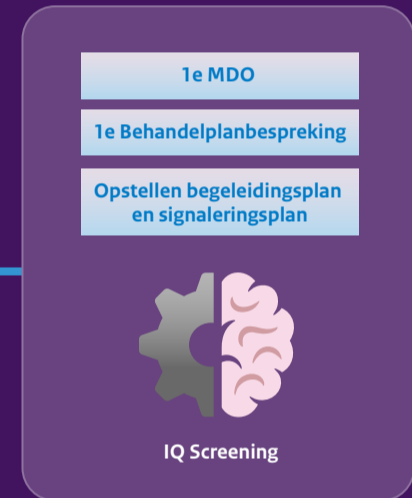 1e MDO
1e Behandelplanbespreking
Opstellen begeleidingsplan
en signaleringsplan
IQ Screening